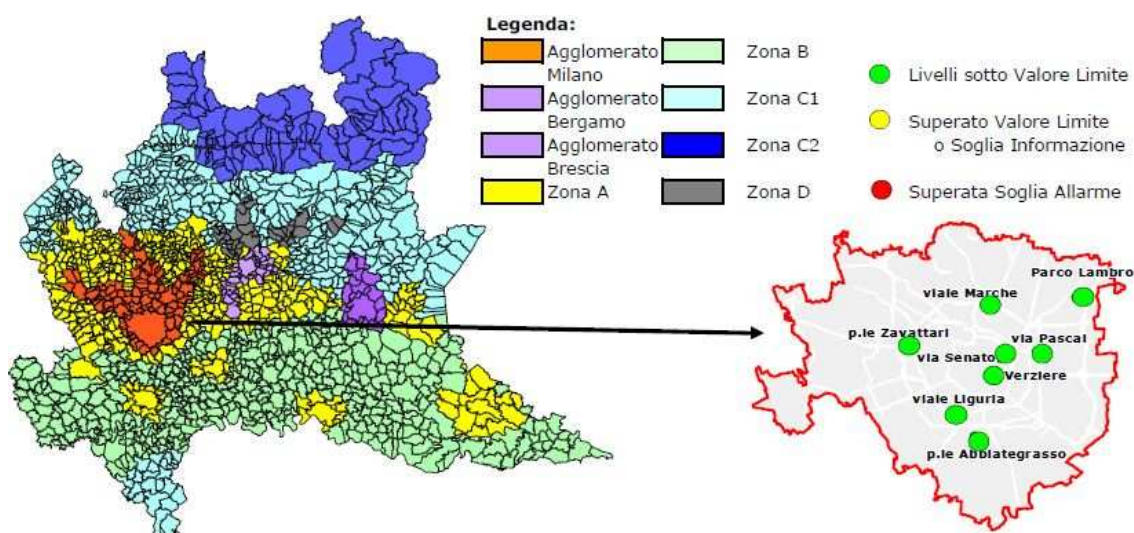 Legenda:
Agglomerato
Milano
Agglomerato
Bergamo
Agglomerato
Brescia
Zona A
Zona B
Zona C1
Zona C2
Zona D
Livelli sotto Valore Limite
Superato Valore Limite
o Soglia Informazione
Superata Soglia Allarme
Parco Lambro
viale Marche
p.le Zavattari
via Pascal
via Senato
Verziere
viale Liguria
p.le Abbiategrasso